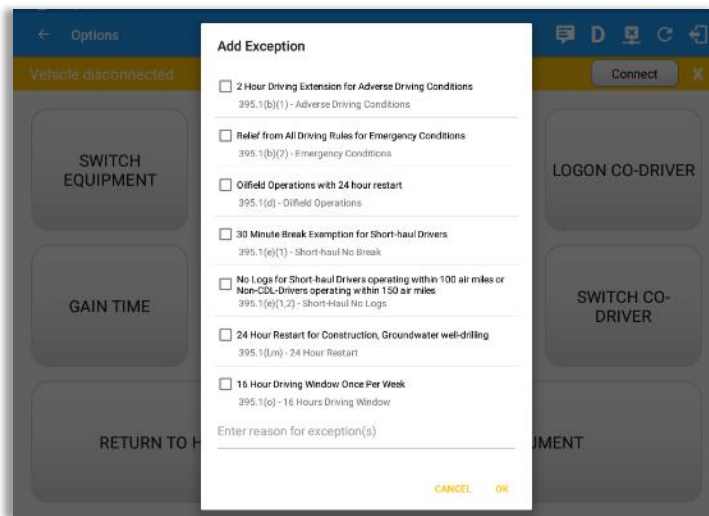 Options
Add Exception
D
Vehicle disconnected
Connect
X
2 Hour Driving Extension for Adverse Driving Conditions
395.1(b)(1) - Adverse Driving Conditions
Relief from All Driving Rules for Emergency Conditions
395.1(b)(2) - Emergency Conditions
SWITCH
EQUIPMENT
LOGON CO-DRIVER
Oilfield Operations with 24 hour restart
395.1(d) - Oilfield Operations
30 Minute Break Exemption for Short-haul Drivers
395.1(e)(1) - Short-haul No Break
No Logs for Short-haul Drivers operating within 100 air miles or
Non-CDL-Drivers operating within 150 air miles
395.1(e)(1,2) - Short-Haul No Logs
GAIN TIME
SWITCH CO-
DRIVER
24 Hour Restart for Construction, Groundwater well-drilling
395.1(l,m) - 24 Hour Restart
16 Hour Driving Window Once Per Week
395.1(o) - 16 Hours Driving Window
Enter reason for exception(s)
RETURN TO H
UMENT
CANCEL
OK